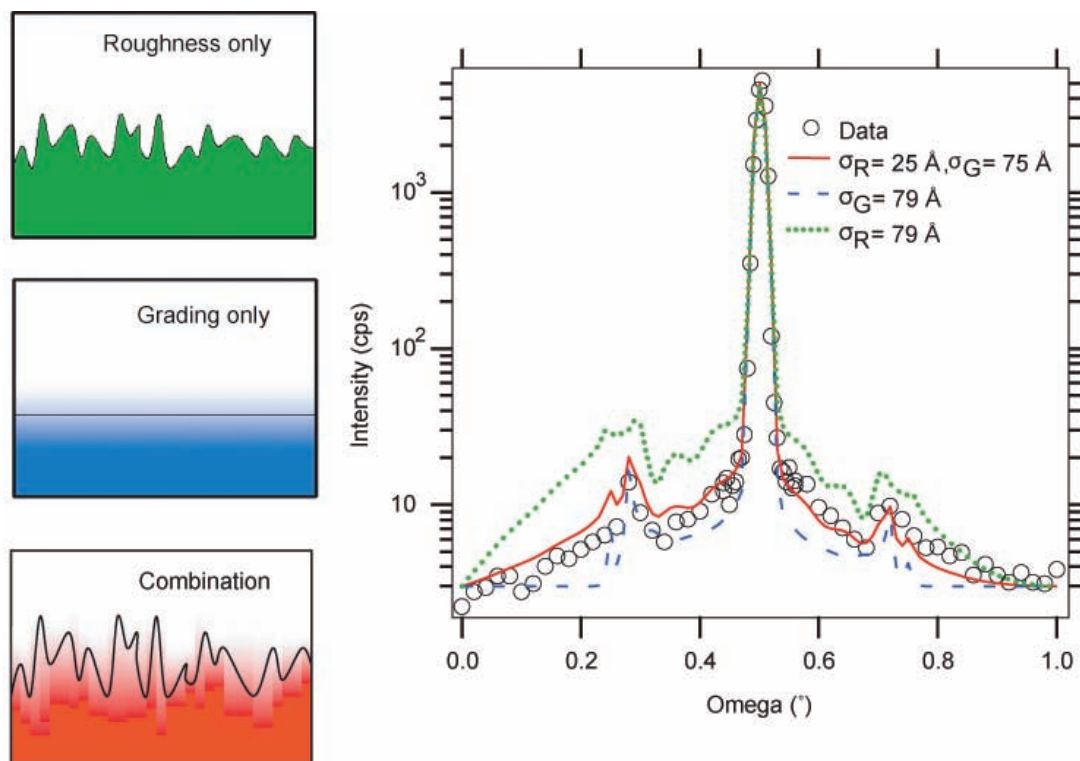 Roughness only
Grading only
Combination
Intensity (cps)
10³
10²
10
Data
σR= 25 Å,σG= 75 Å
σG= 79 Å
σR= 79 Å
0.0 0.2 0.4 0.6 0.8 1.0
Omega (°)